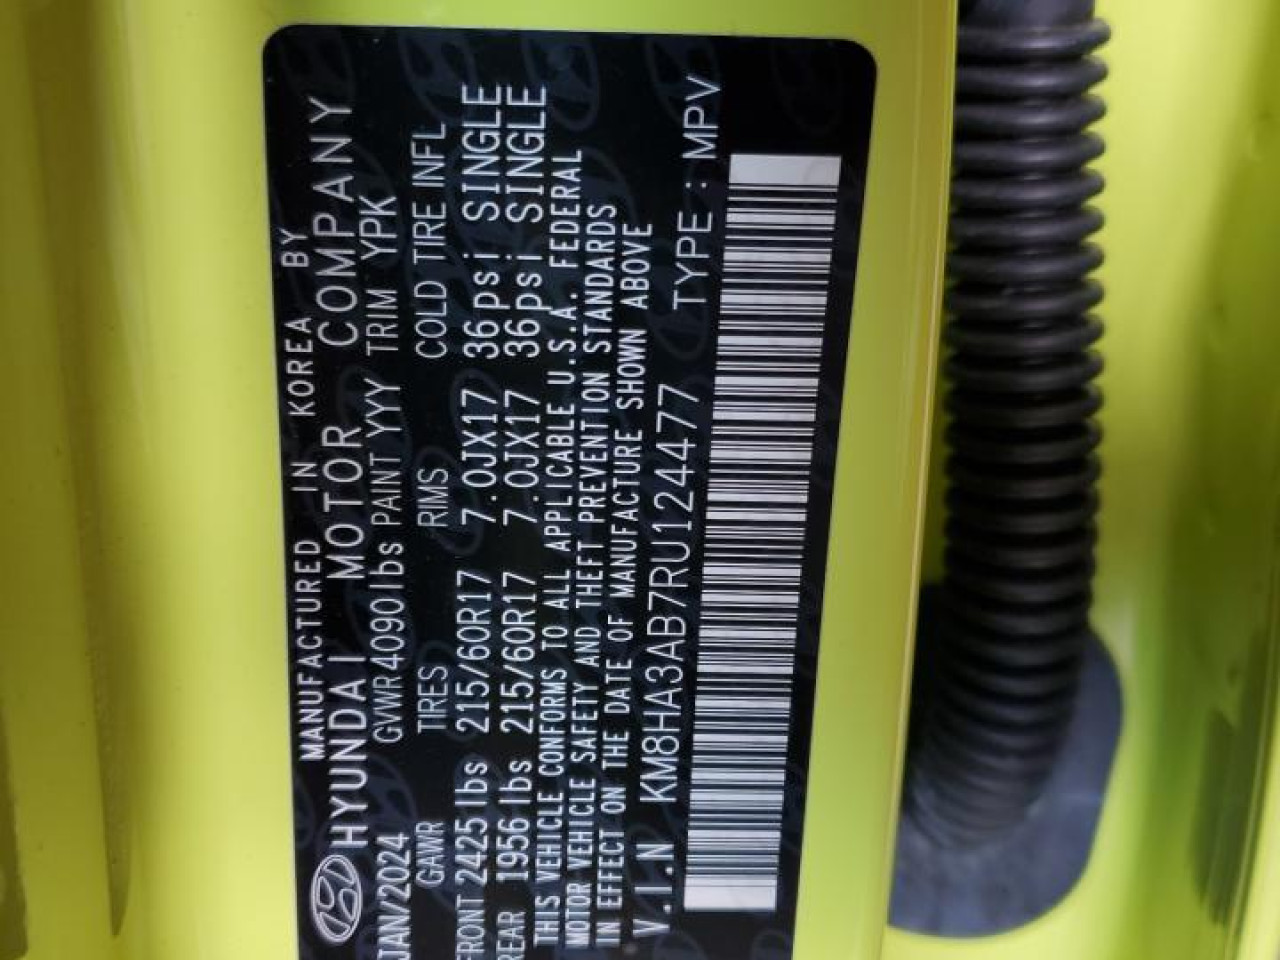 MANUFACTURED IN KOREA BY
HYUNDAI MOTOR COMPANY
JAN/2024 GVWR 4090lbs PAINT YYY TRIM YPK
GAWR TIRES RIMS COLD TIRE INFL
FRONT 2425lbs 215/60R17 7.0JX17 36psi SINGLE
REAR 1956lbs 215/60R17 7.0JX17 36psi SINGLE
THIS VEHICLE CONFORMS TO ALL APPLICABLE U.S.A. FEDERAL
MOTOR VEHICLE SAFETY AND THEFT PREVENTION STANDARDS
IN EFFECT ON THE DATE OF MANUFACTURE SHOWN ABOVE
V.I.N KM8HA3AB7RU124477 TYPE : MPV